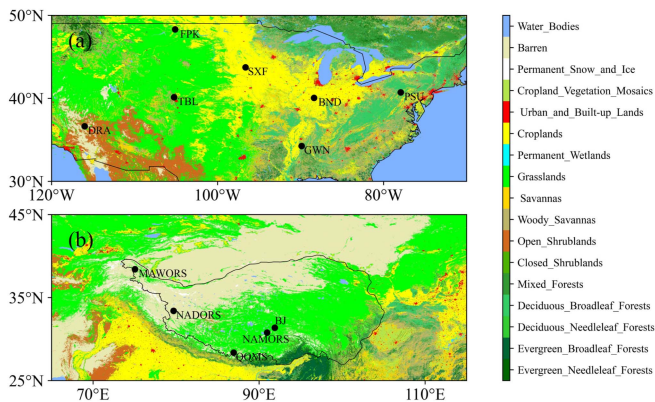 50°N
(a)
FPK
SXF
40°N
TBL
BND
PSU
DRA
GWN
30°N
120°W
100°W
80°W
45°N
(b)
MAWORS
35°N
NADORS
BJ
NAMORS
QOMS
25°N
70°E
90°E
110°E
Water_Bodies
Barren
Permanent_Snow_and_Ice
Cropland_Vegetation_Mosaics
Urban_and_Built-up_Lands
Croplands
Permanent_Wetlands
Grasslands
Savannas
Woody_Savannas
Open_Shrublands
Closed_Shrublands
Mixed_Forests
Deciduous_Broadleaf_Forests
Deciduous_Needleleaf_Forests
Evergreen_Broadleaf_Forests
Evergreen_Needleleaf_Forests